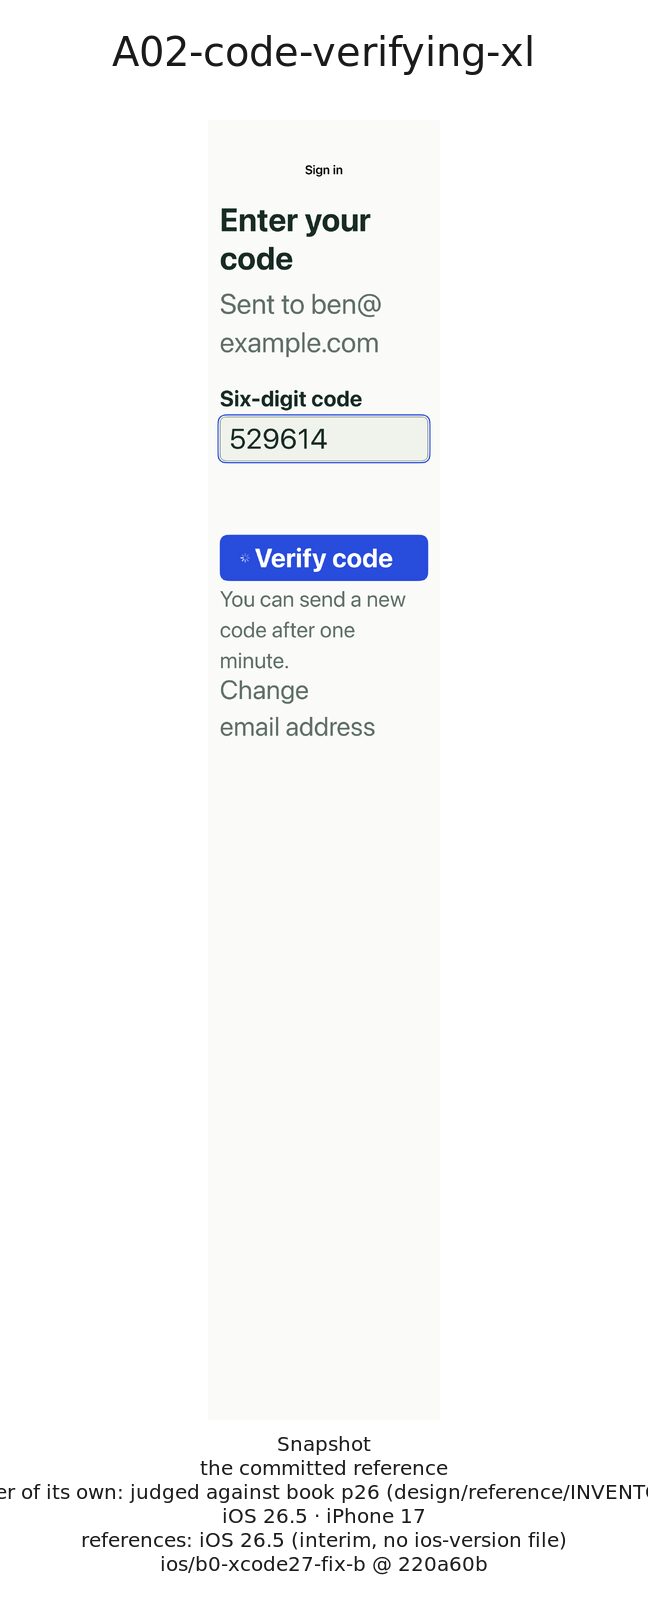 A02-code-verifying-xl
Sign in
Enter your
code
Sent to ben@
example.com
Six-digit code
529614
Verify code
You can send a new
code after one
minute.
Change
email address
Snapshot
the committed reference
of its own: judged against book p26 (design/reference/
iOS 26.5 · iPhone 17
references: iOS 26.5 (interim, no ios-version file)
ios/b0-xcode27-fix-b @ 220a60b